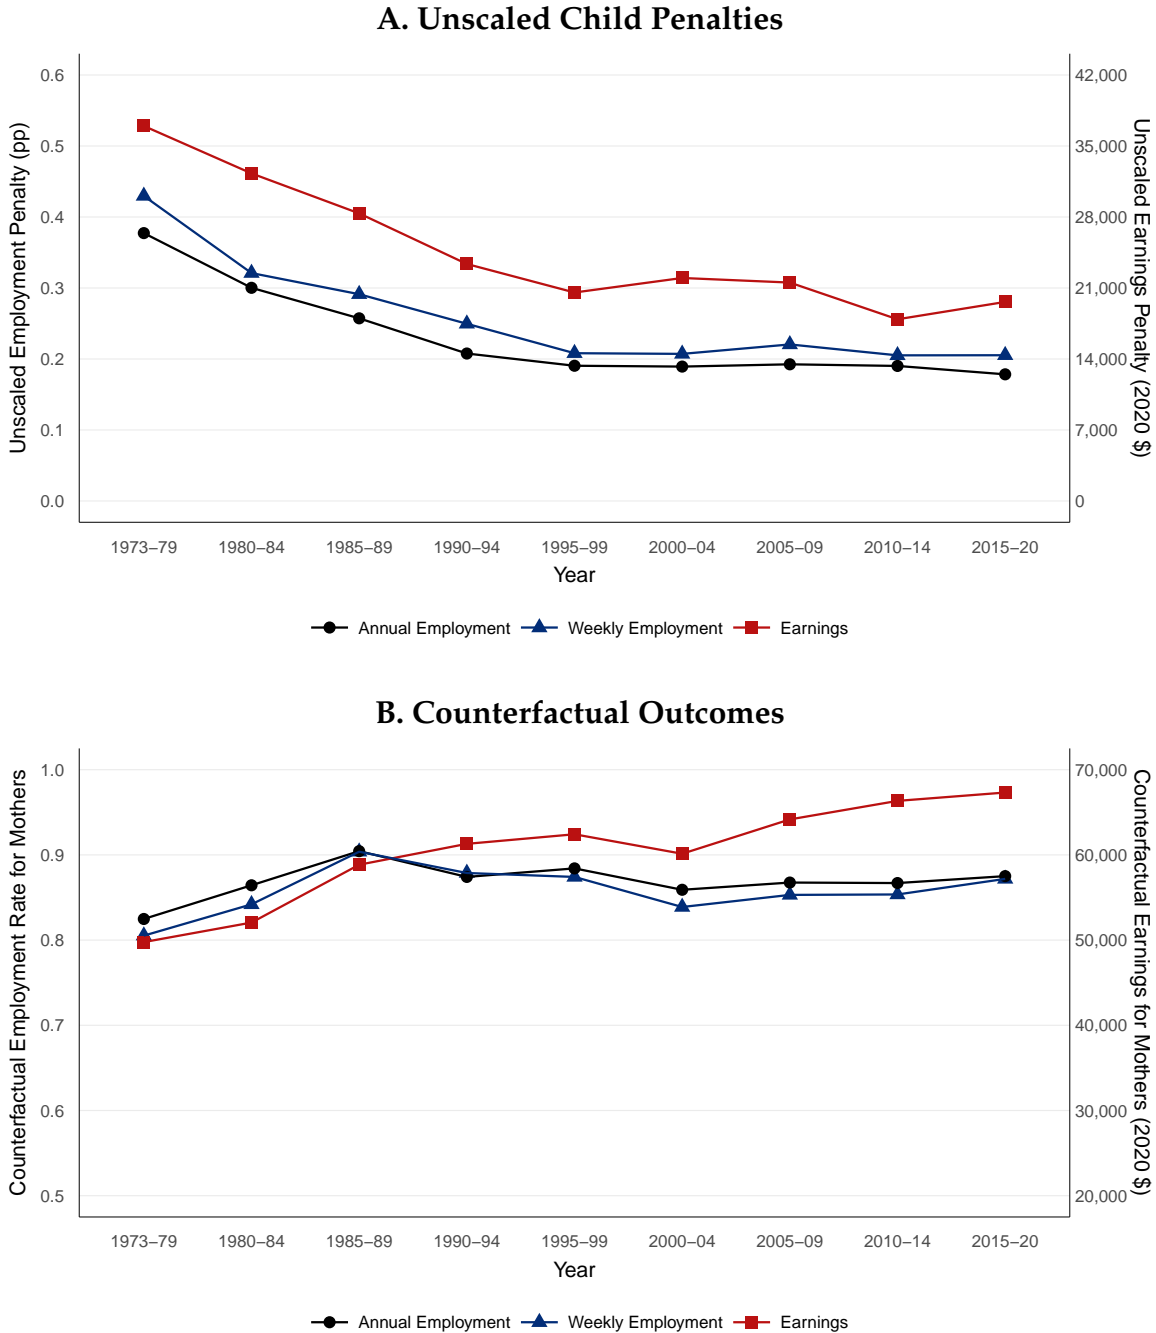 A. Unscaled Child Penalties
Unscaled Employment Penalty (pp)
0.6
0.5
0.4
0.3
0.2
0.1
0.0
42,000
35,000
28,000
21,000
14,000
7,000
0
Unscaled Earnings Penalty (2020 $)
1973–79 1980–84 1985–89 1990–94 1995–99 2000–04 2005–09 2010–14 2015–20
Year
Annual Employment Weekly Employment Earnings
B. Counterfactual Outcomes
Counterfactual Employment Rate for Mothers
1.0
0.9
0.8
0.7
0.6
0.5
70,000
60,000
50,000
40,000
30,000
20,000
Counterfactual Earnings for Mothers (2020 $)
1973–79 1980–84 1985–89 1990–94 1995–99 2000–04 2005–09 2010–14 2015–20
Year
Annual Employment Weekly Employment Earnings